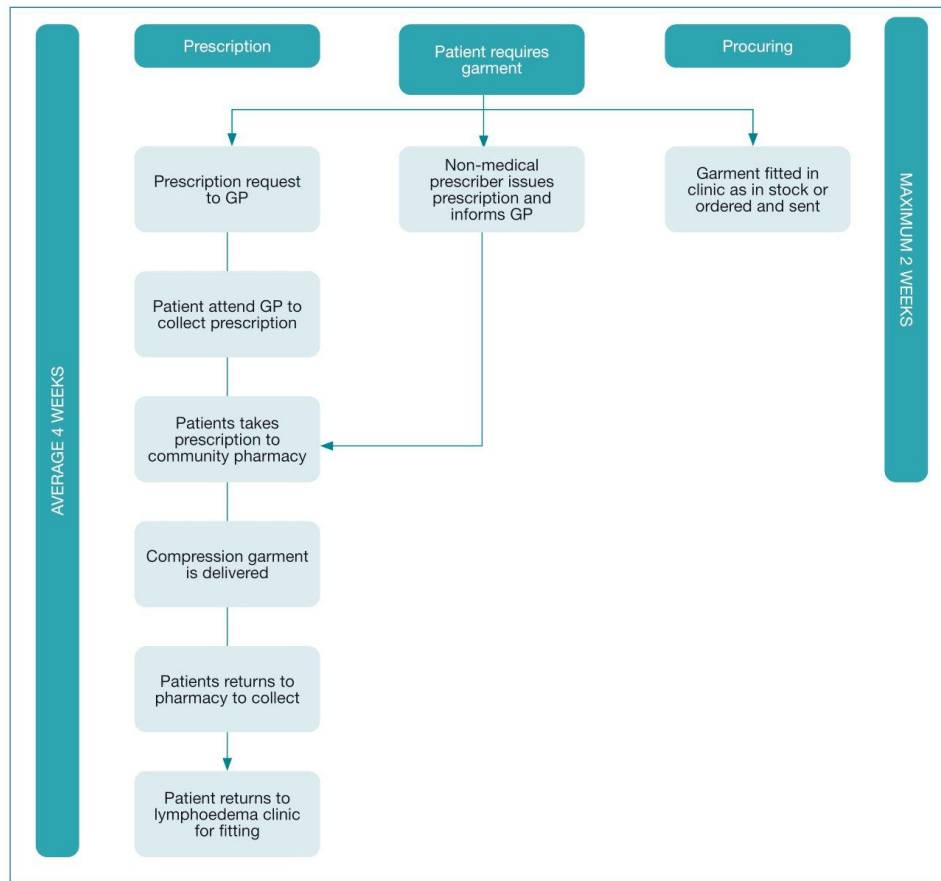 Prescription
Patient requires
garment
Procuring
AVERAGE 4 WEEKS
MAXIMUM 2 WEEKS
Prescription request
to GP
Non-medical
prescriber issues
prescription and
informs GP
Garment fitted in
clinic as in stock or
ordered and sent
Patient attend GP to
collect prescription
Patients takes
prescription to
community pharmacy
Compression garment
is delivered
Patients returns to
pharmacy to collect
Patient returns to
lymphoedema clinic
for fitting